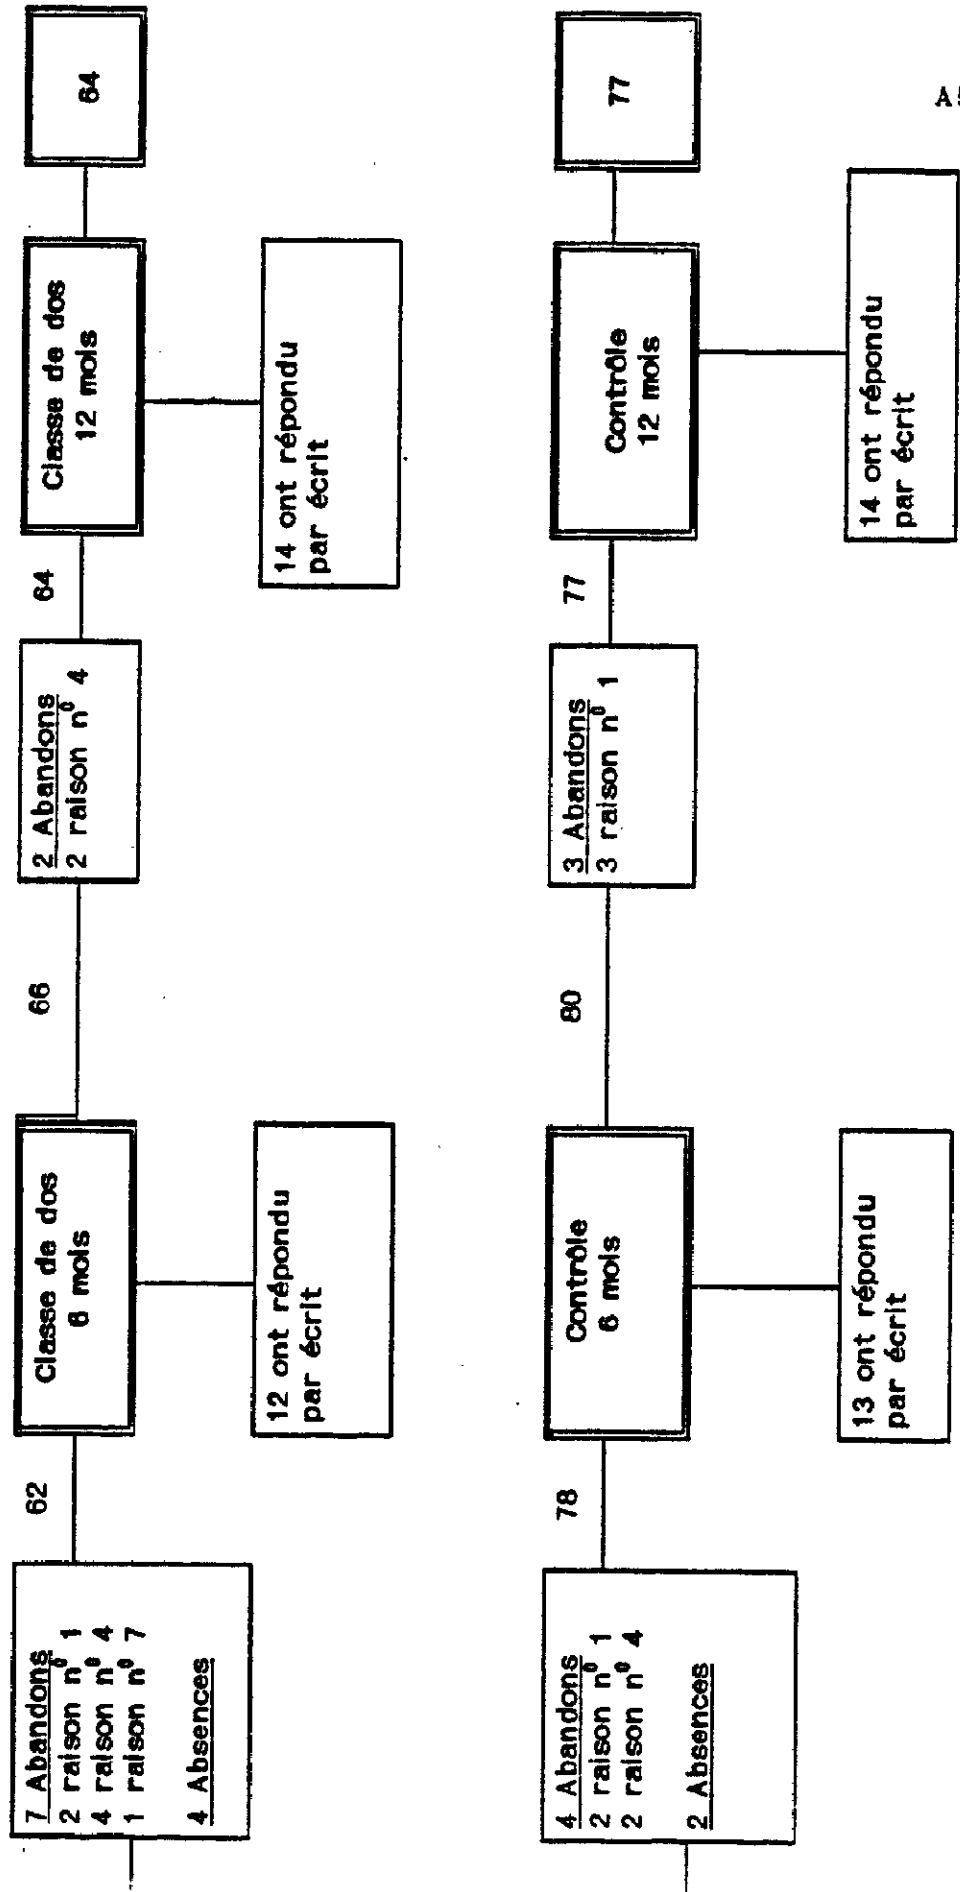 7 Abandons
2 raison n° 1
4 raison n° 4
1 raison n° 7
4 Absences
62
Classe de dos
6 mois
12 ont répondu
par écrit
66
2 Abandons
2 raison n° 4
64
Classe de dos
12 mois
14 ont répondu
par écrit
64
4 Abandons
2 raison n° 1
2 raison n° 4
2 Absences
78
Contrôle
6 mois
13 ont répondu
par écrit
80
3 Abandons
3 raison n° 1
77
Contrôle
12 mois
14 ont répondu
par écrit
77